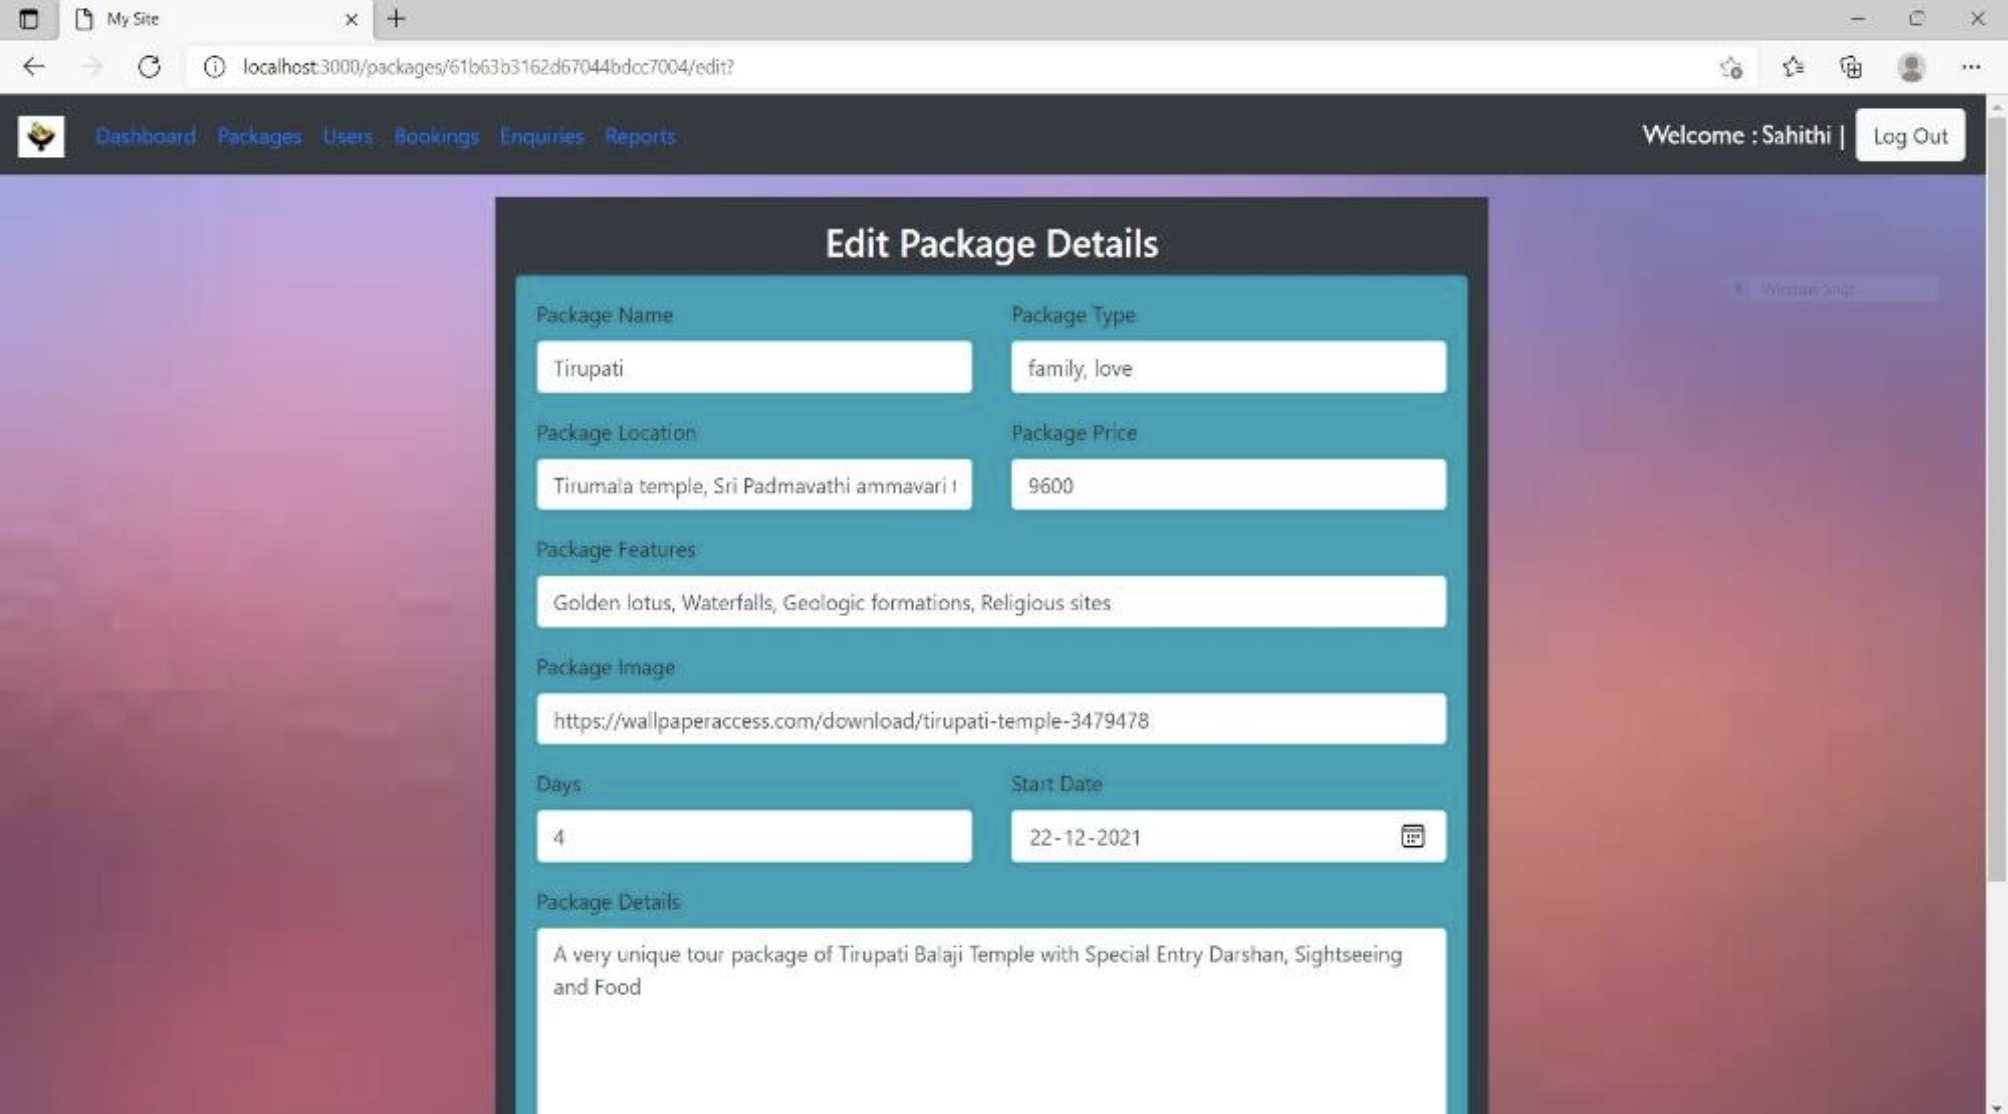 My Site
localhost:3000/packages/61b63b3162d67044bdcc7004/edit?
Dashboard Packages Users Bookings Enquiries Reports
Welcome : Sahithi | Log Out
Edit Package Details
Package Name Package Type
Tirupati family, love
Package Location Package Price
Tirumala temple, Sri Padmavathi ammavari 9600
Package Features
Golden lotus, Waterfalls, Geologic formations, Religious sites
Package Image
https://wallpaperaccess.com/download/tirupati-temple-3479478
Days Start Date
4 22-12-2021
Package Details
A very unique tour package of Tirupati Balaji Temple with Special Entry Darshan, Sightseeing
and Food